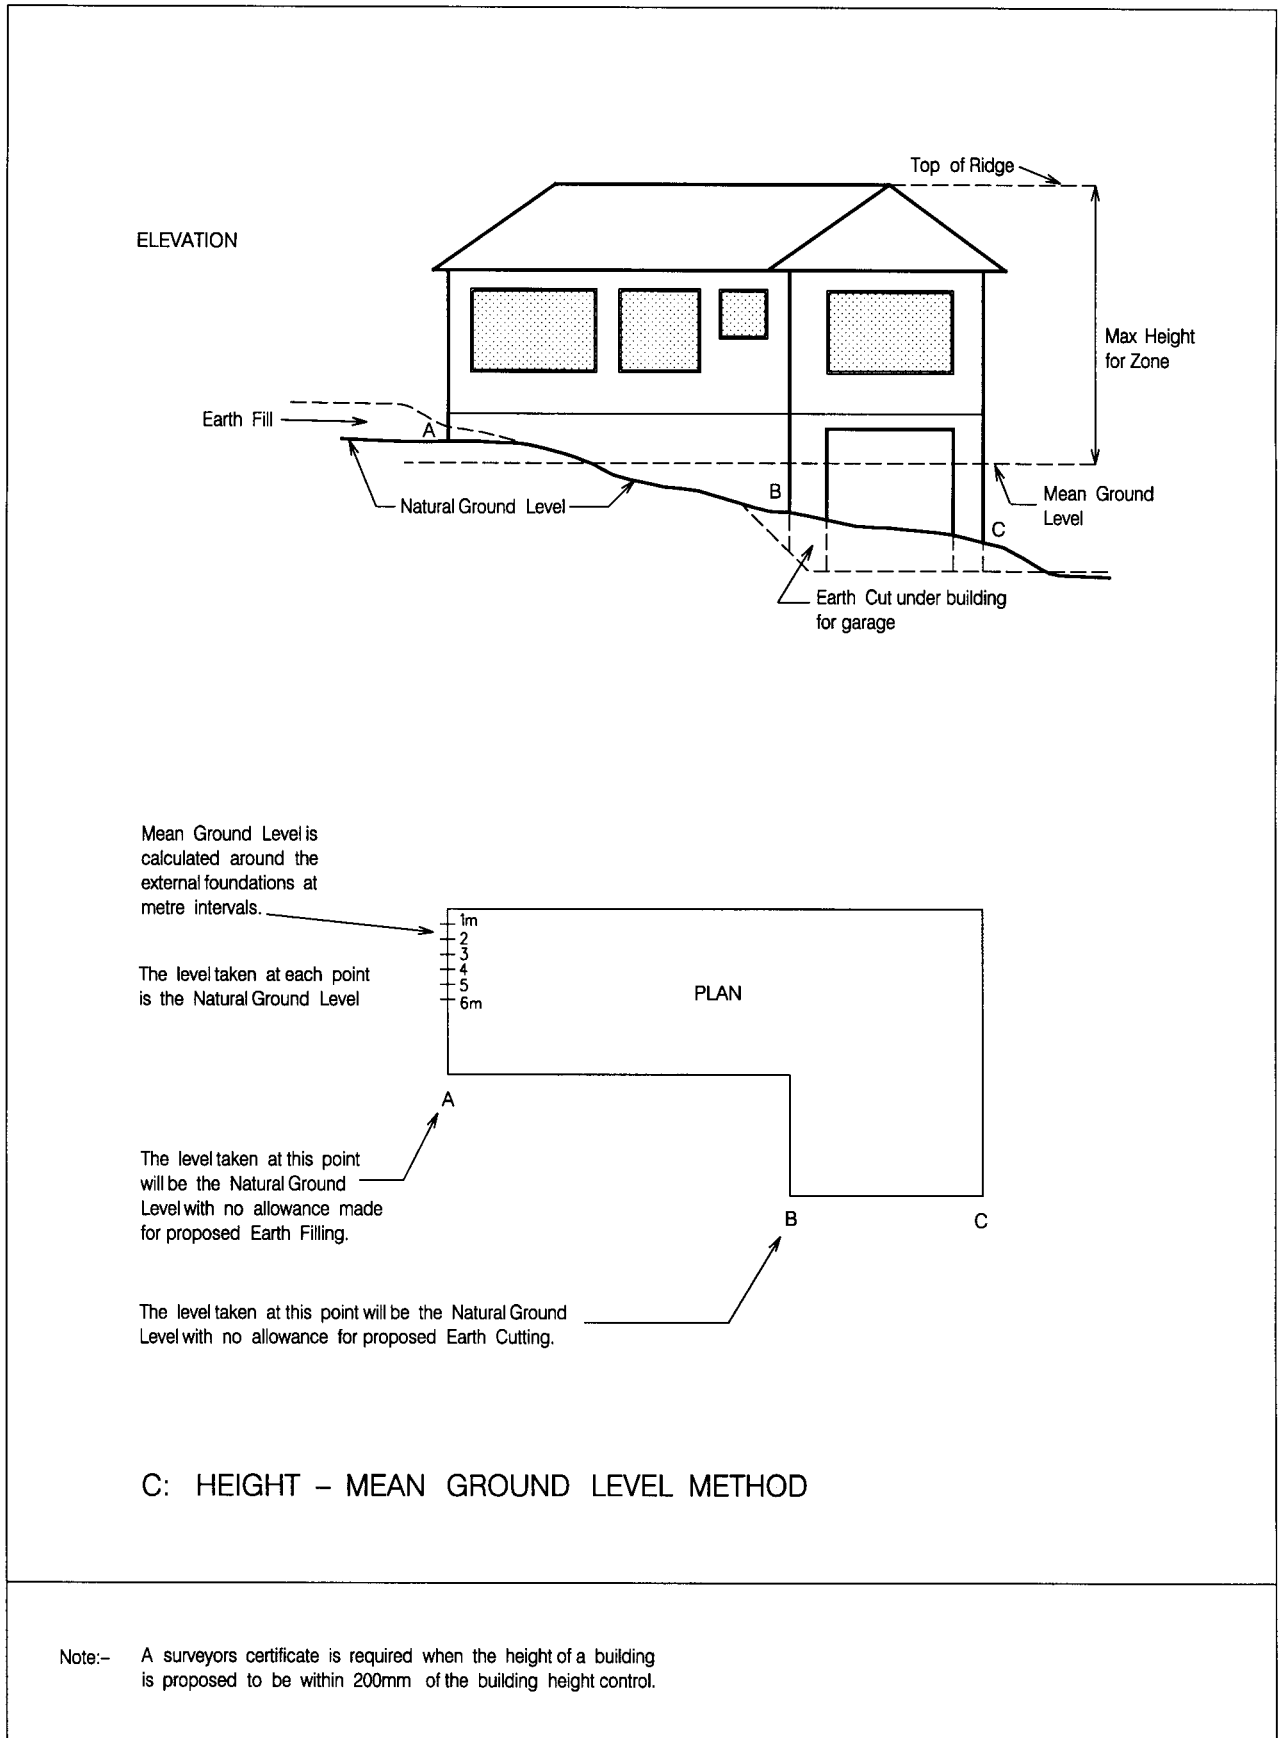 Top of Ridge
ELEVATION
Max Height
for Zone
Earth Fill
A
B
Natural Ground Level
Mean Ground
Level
C
Earth Cut under building
for garage
Mean Ground Level is
calculated around the
external foundations at
metre intervals.
1m
2
3
4
5
6m
The level taken at each point
is the Natural Ground Level
PLAN
A
The level taken at this point
will be the Natural Ground
Level with no allowance made
for proposed Earth Filling.
B
C
The level taken at this point will be the Natural Ground
Level with no allowance for proposed Earth Cutting.
C: HEIGHT – MEAN GROUND LEVEL METHOD
Note:– A surveyors certificate is required when the height of a building
is proposed to be within 200mm of the building height control.